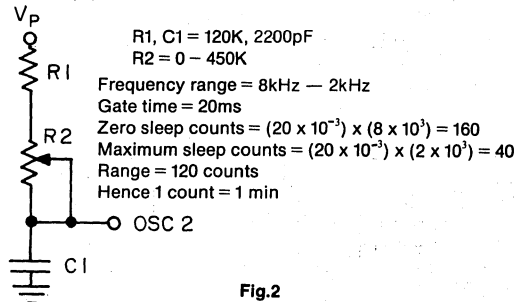 Vp
R1, C1 = 120K, 2200pF
R2 = 0 – 450K
R1
Frequency range = 8kHz — 2kHz
Gate time = 20ms
Zero sleep counts = (20 x 10⁻³) x (8 x 10³) = 160
R2
Maximum sleep counts = (20 x 10⁻³) x (2 x 10³) = 40
Range = 120 counts
Hence 1 count = 1 min
OSC 2
C1
Fig.2